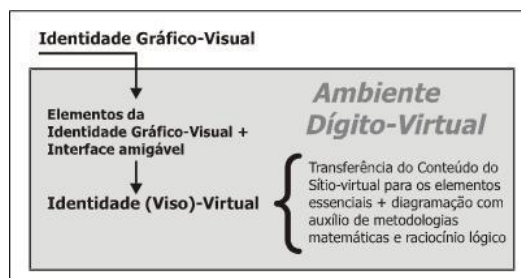 Identidade Gráfico-Visual
Ambiente
Dígito-Virtual
Elementos da
Identidade Gráfico-Visual +
Interface amigável
Identidade (Viso)-Virtual
Transferência do Conteúdo do
Sítio-virtual para os elementos
essenciais + diagramação com
auxílio de metodologias
matemáticas e raciocínio lógico